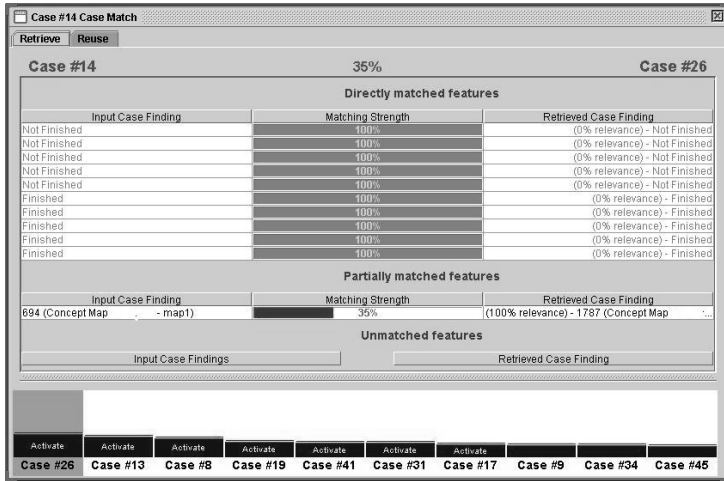 Case #14 Case Match
Retrieve Reuse
Case #14 35% Case #26
Directly matched features
Input Case Finding Matching Strength Retrieved Case Finding
Not Finished 100% (0% relevance) - Not Finished
Not Finished 100% (0% relevance) - Not Finished
Not Finished 100% (0% relevance) - Not Finished
Not Finished 100% (0% relevance) - Not Finished
Not Finished 100% (0% relevance) - Not Finished
Finished 100% (0% relevance) - Finished
Finished 100% (0% relevance) - Finished
Finished 100% (0% relevance) - Finished
Finished 100% (0% relevance) - Finished
Finished 100% (0% relevance) - Finished
Partially matched features
Input Case Finding Matching Strength Retrieved Case Finding
694 (Concept Map - map1) 35% (100% relevance) - 1787 (Concept Map ...
Unmatched features
Input Case Findings Retrieved Case Finding
Activate Activate Activate Activate Activate Activate Activate
Case #26 Case #13 Case #8 Case #19 Case #41 Case #31 Case #17 Case #9 Case #34 Case #45